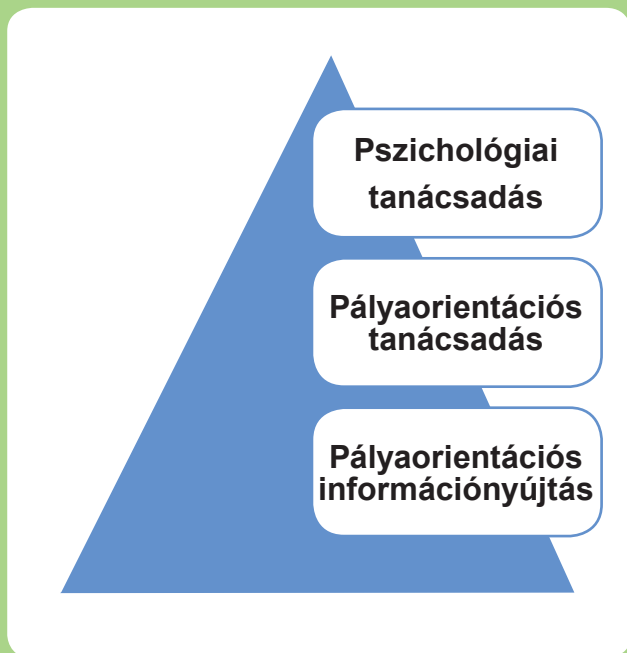 Pszichológiai
tanácsadás
Pályaorientációs
tanácsadás
Pályaorientációs
információnyújtás